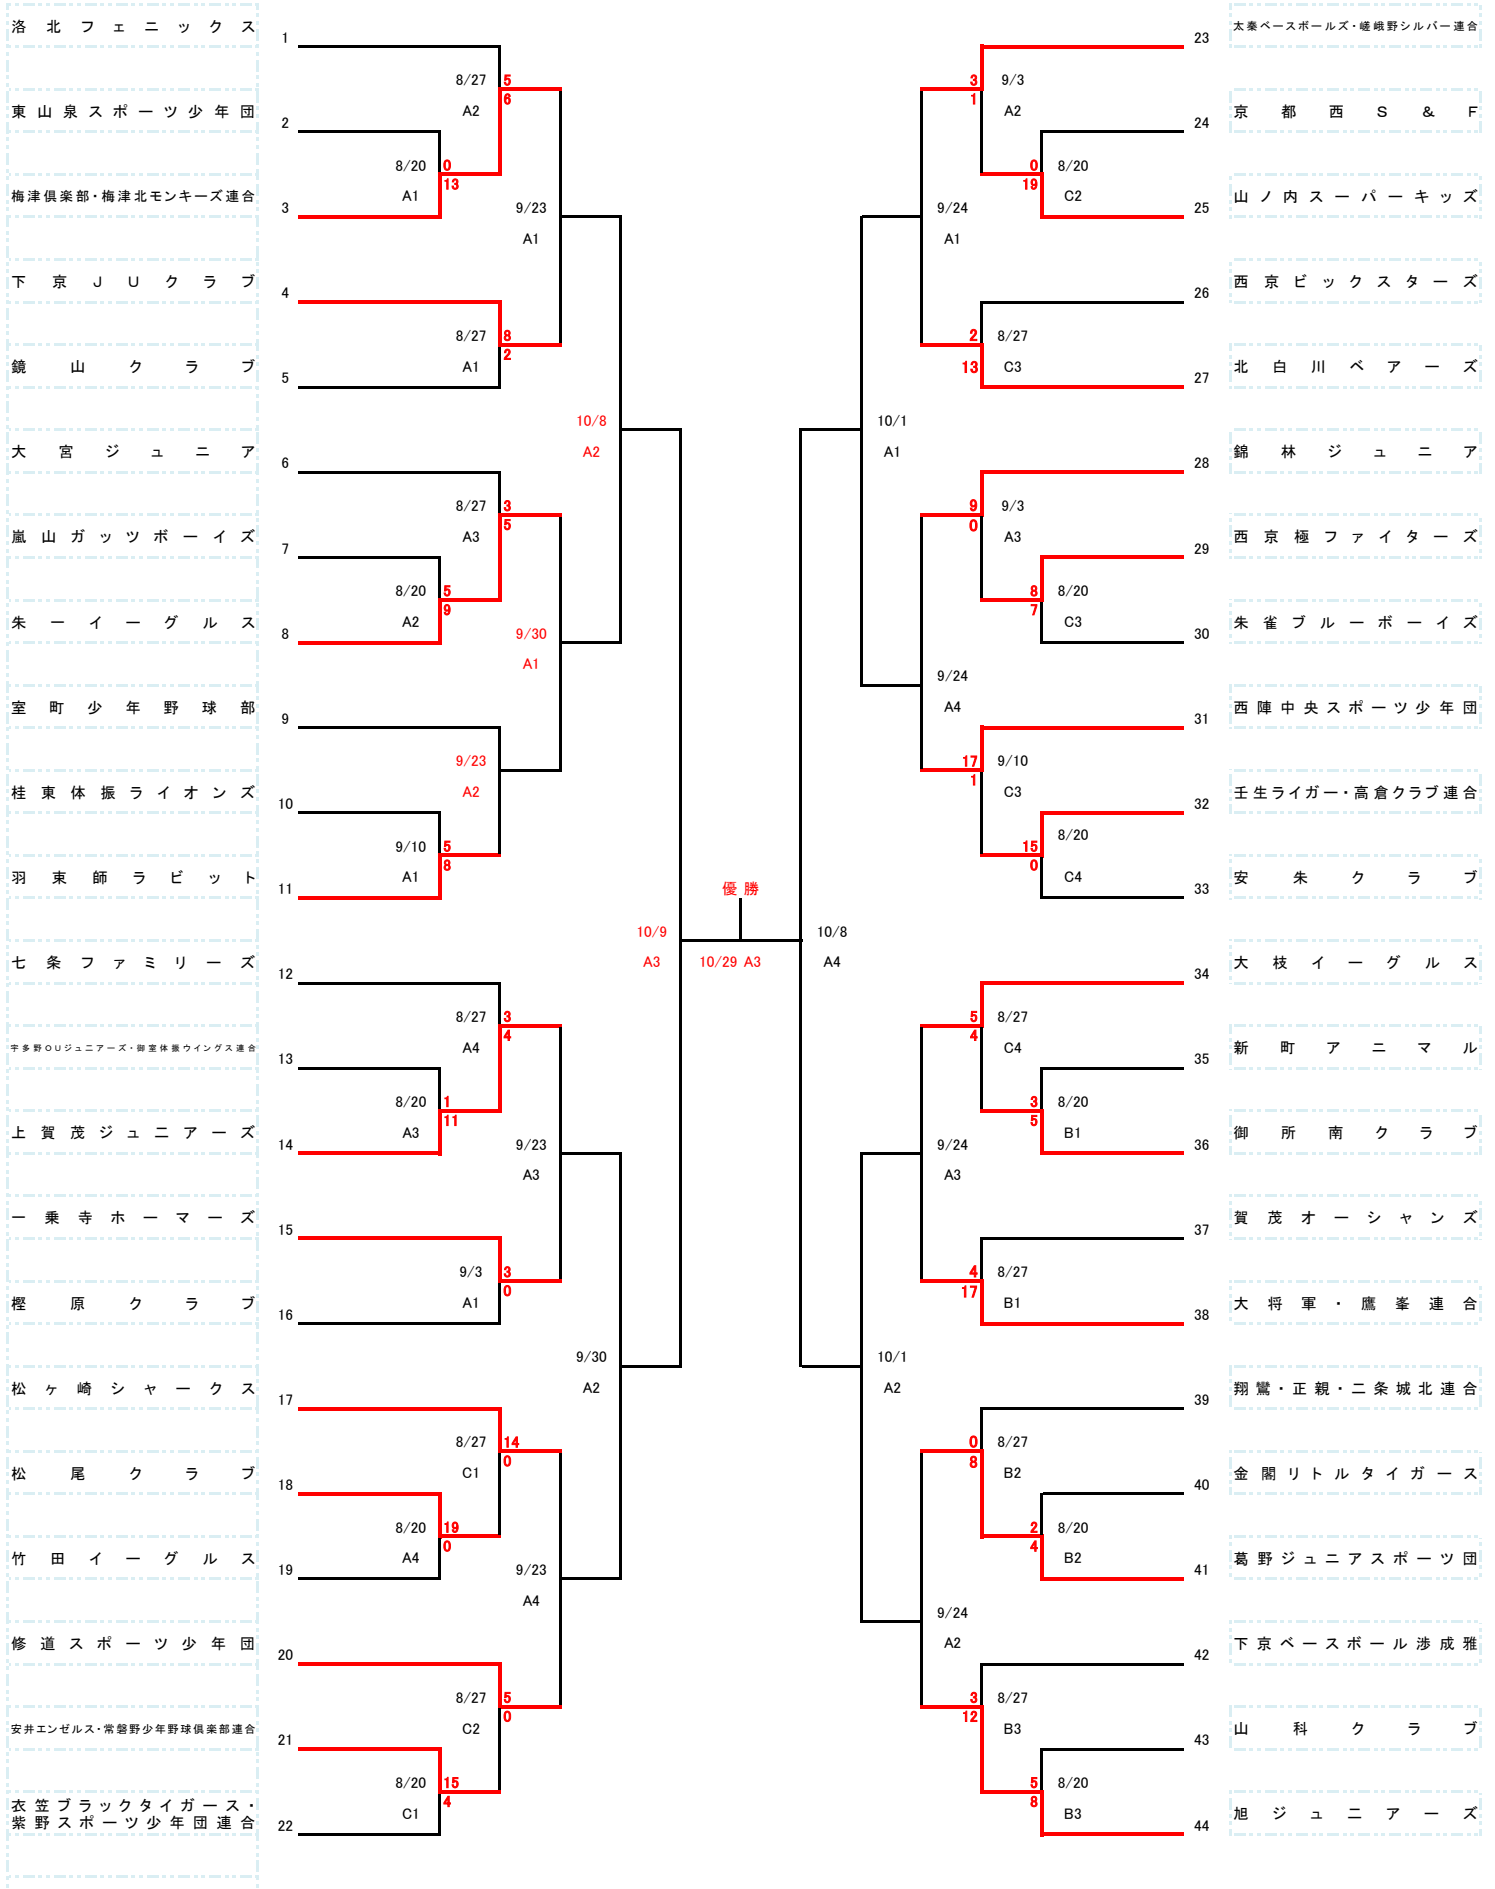 洛北フェニックス
1
東山泉スポーツ少年団
2
梅津倶楽部・梅津北モンキーズ連合
3
下京JUクラブ
4
鏡山クラブ
5
大宮ジュニア
6
嵐山ガッツボーイズ
7
朱一イーグルス
8
室町少年野球部
9
桂東体振ライオンズ
10
羽束師ラビット
11
七条ファミリーズ
12
宇多野OUジュニアーズ・御室体振ウイングス連合
13
上賀茂ジュニアーズ
14
一乗寺ホーマーズ
15
樫原クラブ
16
松ヶ崎シャークス
17
松尾クラブ
18
竹田イーグルス
19
修道スポーツ少年団
20
安井エンゼルス・常磐野少年野球倶楽部連合
21
衣笠ブラックタイガース・
紫野スポーツ少年団連合
22
8/27
A2
5
6
8/20
A1
0
13
9/23
A1
8/27
A1
8
2
10/8
A2
8/27
A3
3
5
8/20
A2
5
9
9/30
A1
9/23
A2
9/10
A1
5
8
10/9
A3
8/27
A4
3
4
8/20
A3
1
11
9/23
A3
9/3
A1
3
0
9/30
A2
8/27
C1
14
0
8/20
A4
19
0
9/23
A4
8/27
C2
5
0
8/20
C1
15
4
優勝
10/29 A3
10/8
A4
3
1
9/3
A2
0
19
8/20
C2
9/24
A1
2
13
8/27
C3
10/1
A1
9
0
9/3
A3
8
7
8/20
C3
9/24
A4
17
1
9/10
C3
15
0
8/20
C4
5
4
8/27
C4
3
5
8/20
B1
9/24
A3
4
17
8/27
B1
10/1
A2
0
8
8/27
B2
2
4
8/20
B2
9/24
A2
3
12
8/27
B3
5
8
8/20
B3
23
太秦ベースボールズ・嵯峨野シルバー連合
24
京都西S&F
25
山ノ内スーパーキッズ
26
西京ビックスターズ
27
北白川ベアーズ
28
錦林ジュニア
29
西京極ファイターズ
30
朱雀ブルーボーイズ
31
西陣中央スポーツ少年団
32
壬生ライガー・高倉クラブ連合
33
安朱クラブ
34
大枝イーグルス
35
新町アニマル
36
御所南クラブ
37
賀茂オーシャンズ
38
大将軍・鷹峯連合
39
翔鸞・正親・二条城北連合
40
金閣リトルタイガース
41
葛野ジュニアスポーツ団
42
下京ベースボール渉成雅
43
山科クラブ
44
旭ジュニアーズ